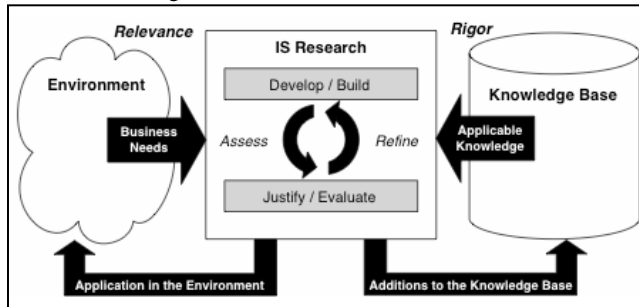 Relevance
Rigor
IS Research
Environment
Develop / Build
Knowledge Base
Business
Needs
Assess
Refine
Applicable
Knowledge
Justify / Evaluate
Application in the Environment
Additions to the Knowledge Base